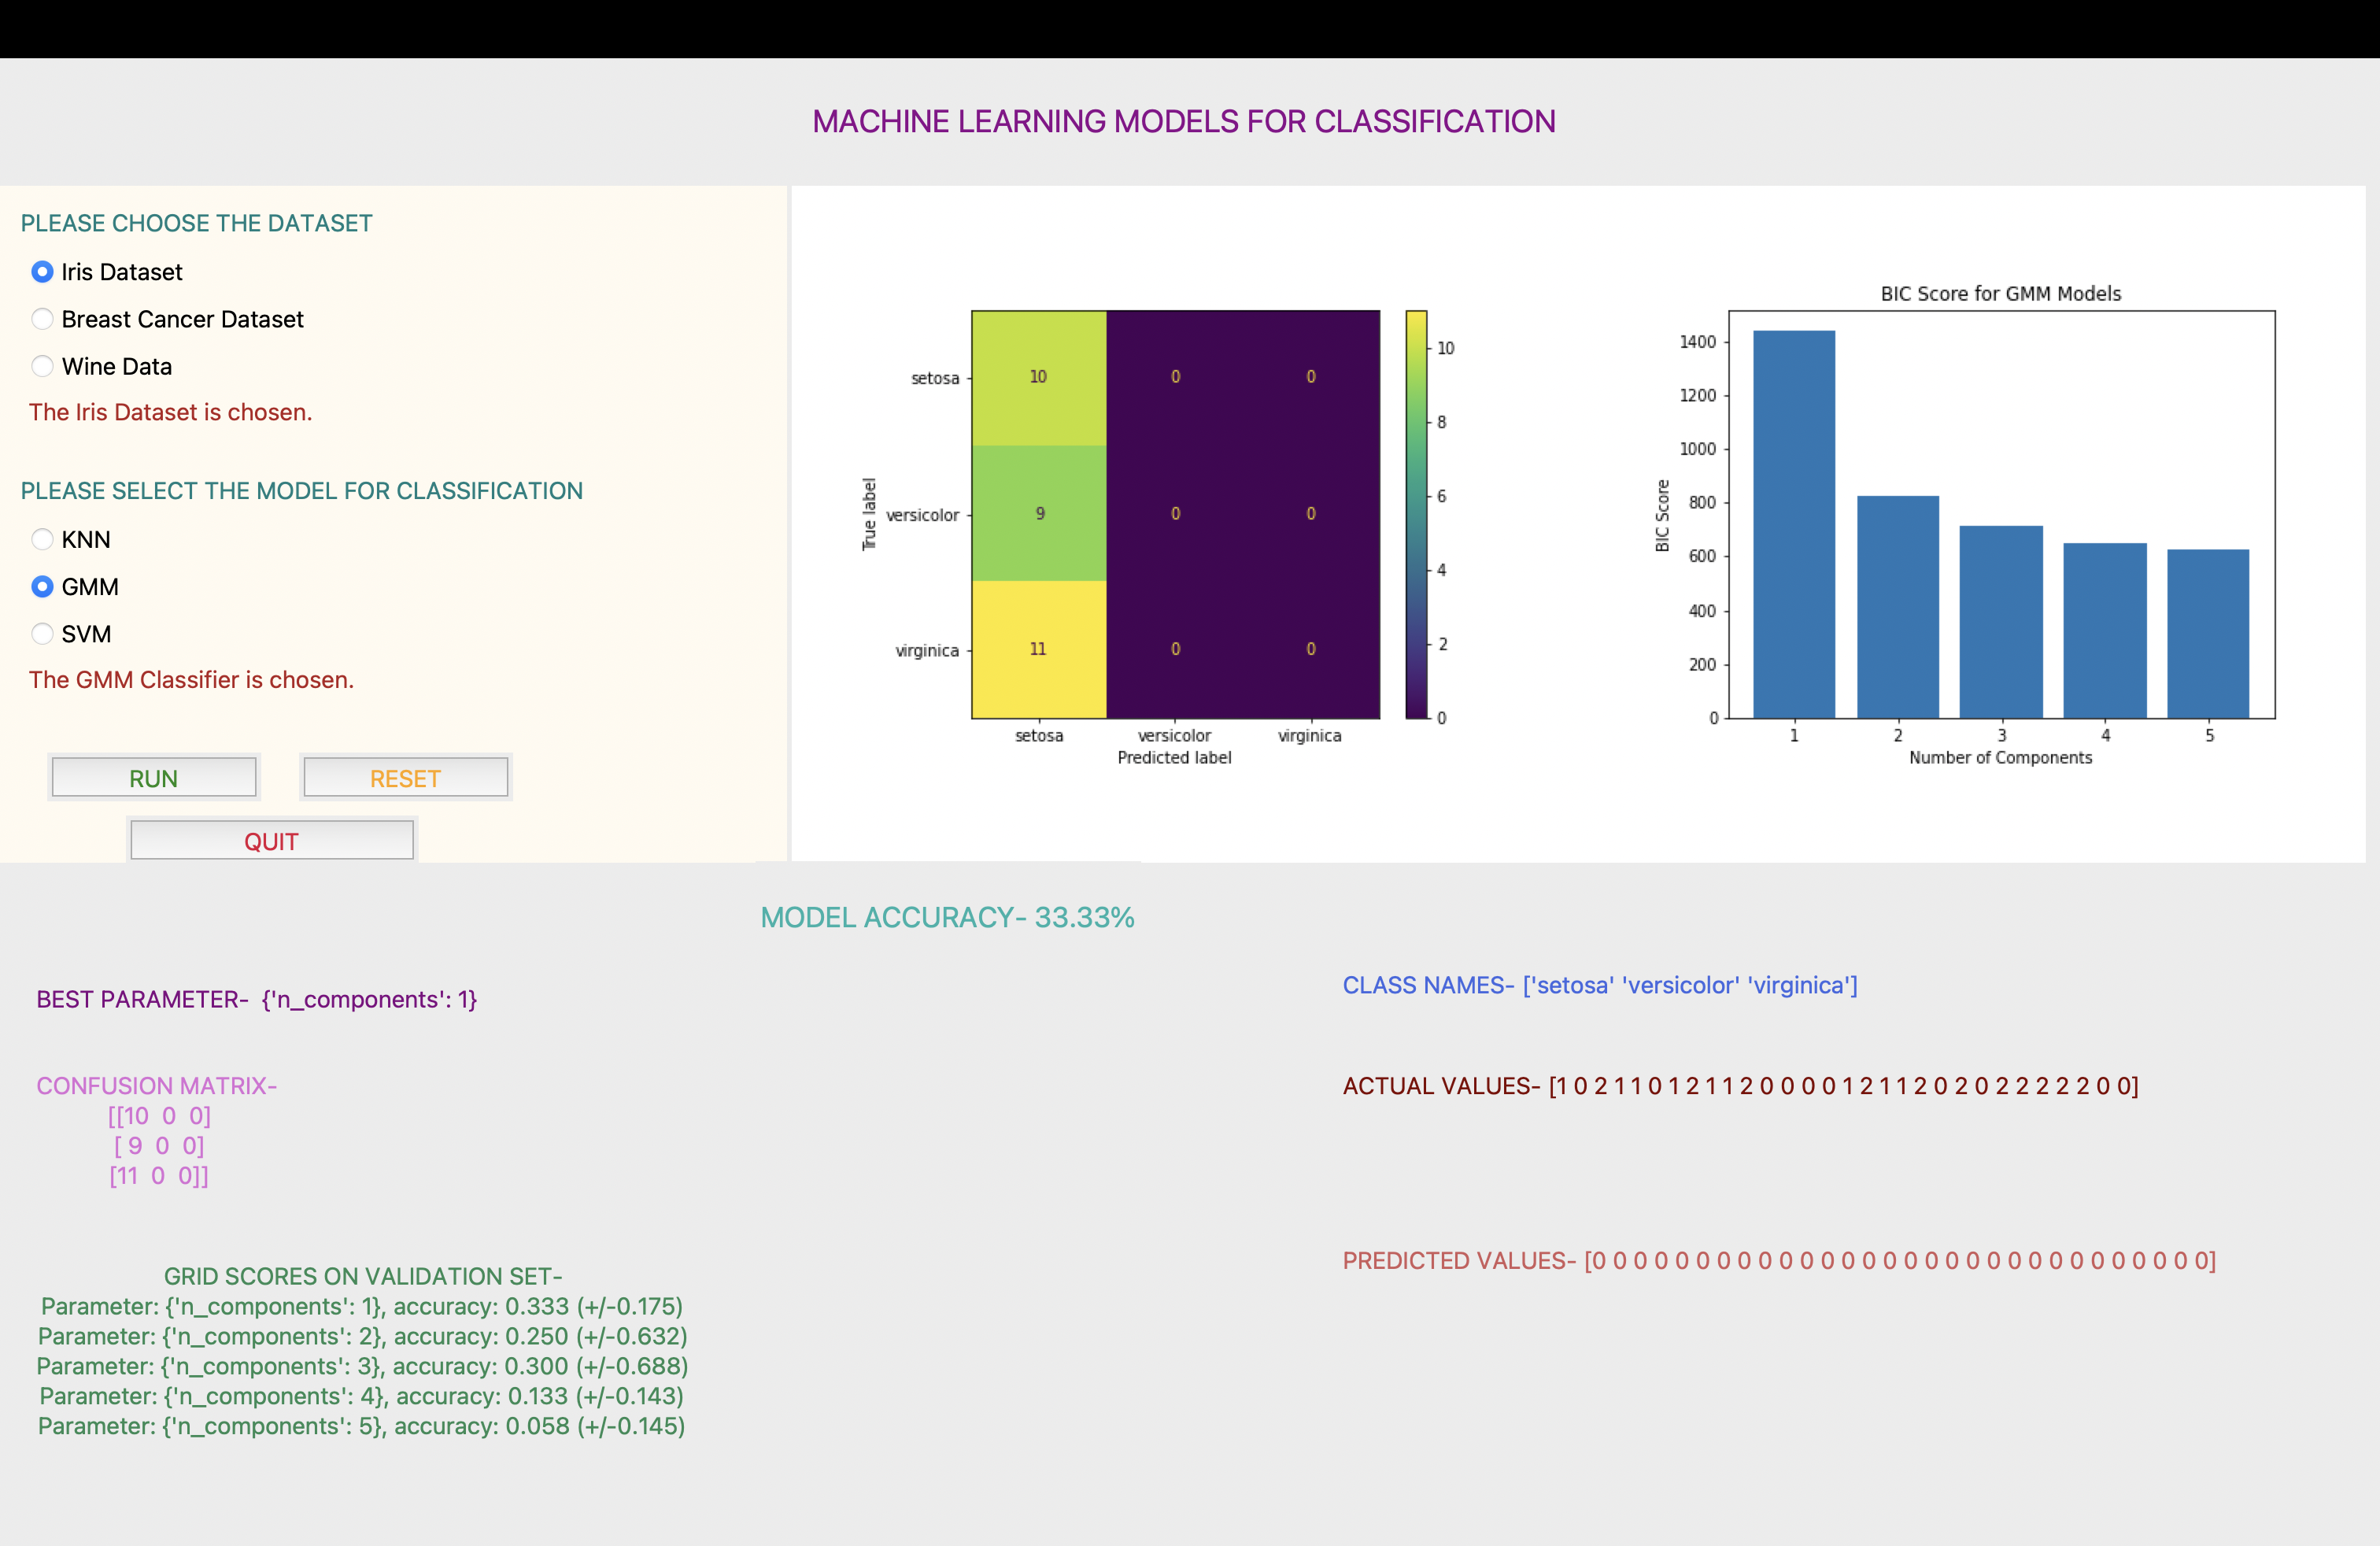 MACHINE LEARNING MODELS FOR CLASSIFICATION
PLEASE CHOOSE THE DATASET
Iris Dataset
Breast Cancer Dataset
Wine Data
The Iris Dataset is chosen.
PLEASE SELECT THE MODEL FOR CLASSIFICATION
KNN
GMM
SVM
The GMM Classifier is chosen.
RUN
RESET
QUIT
True label
setosa
versicolor
virginica
10 0 0
9 0 0
11 0 0
setosa versicolor virginica
Predicted label
10
8
6
4
2
0
BIC Score for GMM Models
BIC Score
1400
1200
1000
800
600
400
200
0
1 2 3 4 5
Number of Components
MODEL ACCURACY- 33.33%
BEST PARAMETER- {'n_components': 1}
CONFUSION MATRIX-
[[10 0 0]
[ 9 0 0]
[11 0 0]]
GRID SCORES ON VALIDATION SET-
Parameter: {'n_components': 1}, accuracy: 0.333 (+/-0.175)
Parameter: {'n_components': 2}, accuracy: 0.250 (+/-0.632)
Parameter: {'n_components': 3}, accuracy: 0.300 (+/-0.688)
Parameter: {'n_components': 4}, accuracy: 0.133 (+/-0.143)
Parameter: {'n_components': 5}, accuracy: 0.058 (+/-0.145)
CLASS NAMES- ['setosa' 'versicolor' 'virginica']
ACTUAL VALUES- [1 0 2 1 1 0 1 2 1 1 2 0 0 0 0 1 2 1 1 2 0 2 0 2 2 2 2 2 0 0]
PREDICTED VALUES- [0 0 0 0 0 0 0 0 0 0 0 0 0 0 0 0 0 0 0 0 0 0 0 0 0 0 0 0 0 0]